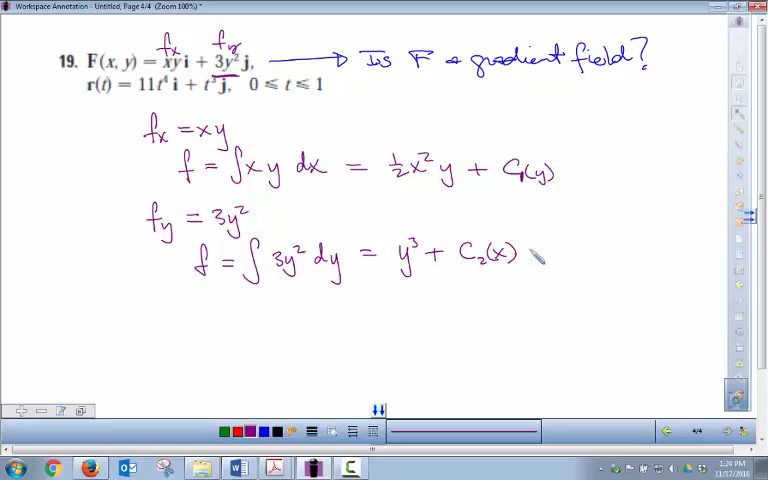 Workspace Annotation - Untitled, Page 4/4 (Zoom 100%) *
fx fy
19. F(x, y) = xy i + 3y² j, → Is F a gradient field?
r(t) = 11t⁴ i + t³ j, 0 ≤ t ≤ 1
fx = xy
f = ∫ x y dx = ½x² y + C₁(y)
fy = 3y²
f = ∫ 3y² dy = y³ + C₂(x)
4/4
1:24 PM
11/17/2016